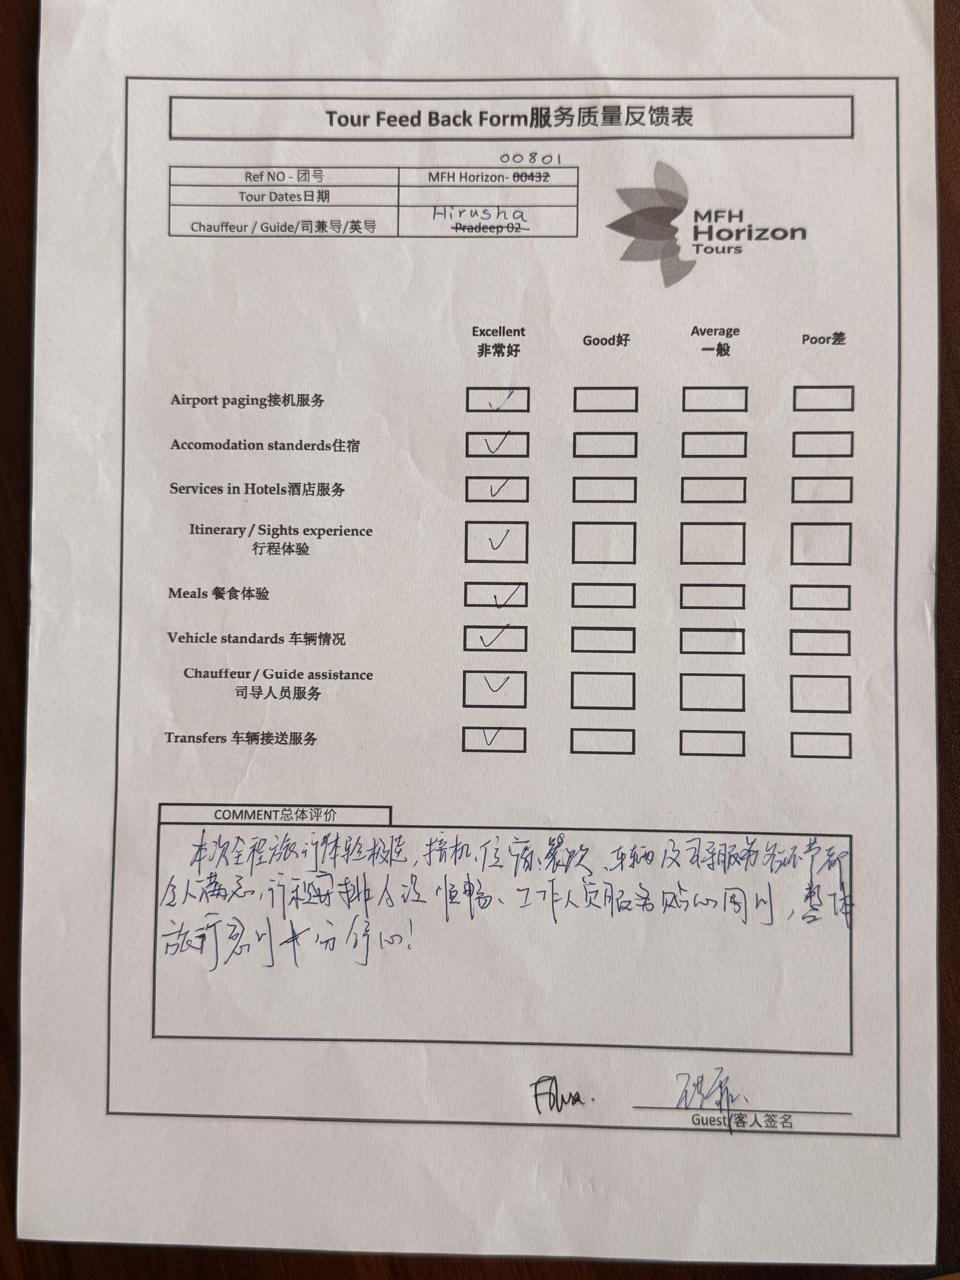 Tour Feed Back Form服务质量反馈表
00801
Ref NO - 团号 MFH Horizon- 00432
Tour Dates日期
Hirusha
Chauffeur / Guide/司兼导/英导 Pradeep 02
MFH
Horizon
Tours
Excellent
非常好
Good好
Average
一般
Poor差
Airport paging接机服务
Accomodation standerds住宿
Services in Hotels酒店服务
Itinerary / Sights experience
行程体验
Meals 餐食体验
Vehicle standards 车辆情况
Chauffeur / Guide assistance
司导人员服务
Transfers 车辆接送服务
COMMENT总体评价
本次全程旅行体验极佳,接机、住宿、餐饮、车辆及司导服务各环节都
令人满意,行程安排合理顺畅、工作人员服务贴心周到,整体
旅行感到十分舒心!
Guest/客人签名